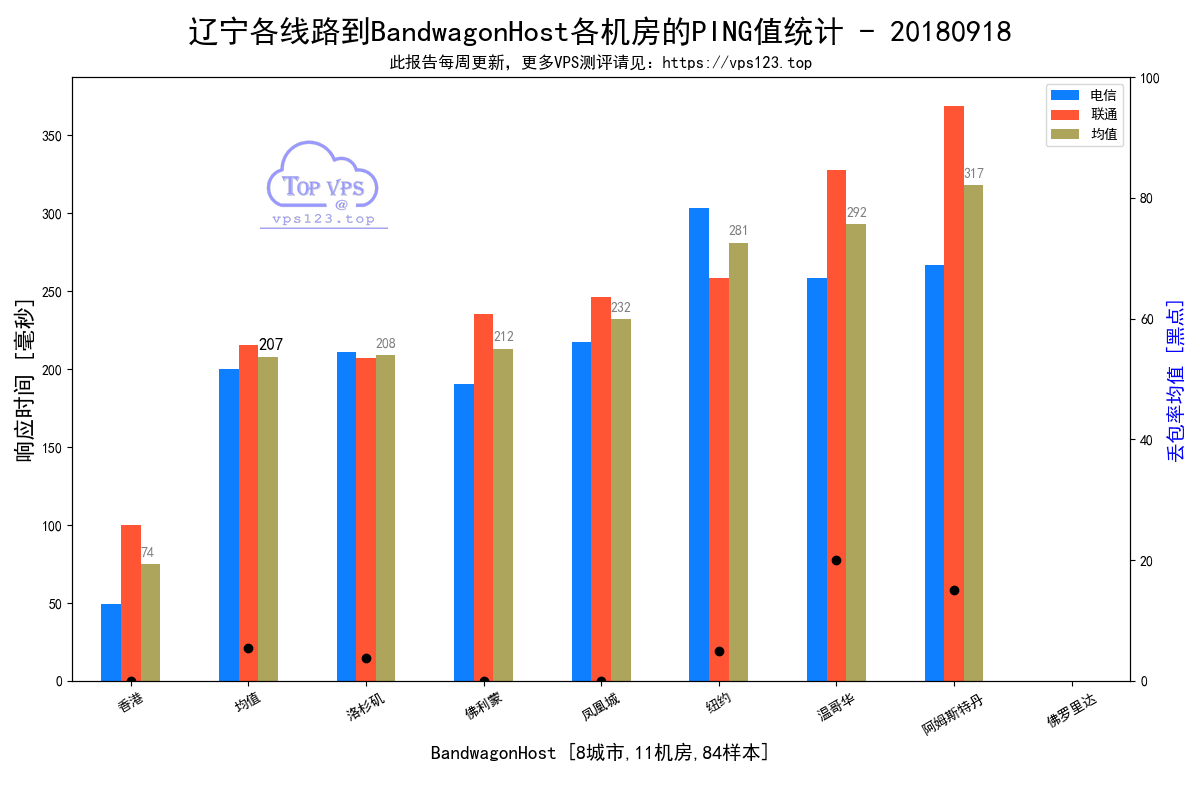 辽宁各线路到BandwagonHost各机房的PING值统计 - 20180918
此报告每周更新，更多VPS测评请见：https://vps123.top
电信
联通
均值
TOP VPS
@
vps123.top
响应时间 [毫秒]
0
50
100
150
200
250
300
350
74
207
208
212
232
281
292
317
0
20
40
60
80
100
丢包率均值 [黑点]
香港
均值
洛杉矶
佛利蒙
凤凰城
纽约
温哥华
阿姆斯特丹
佛罗里达
BandwagonHost [8城市,11机房,84样本]